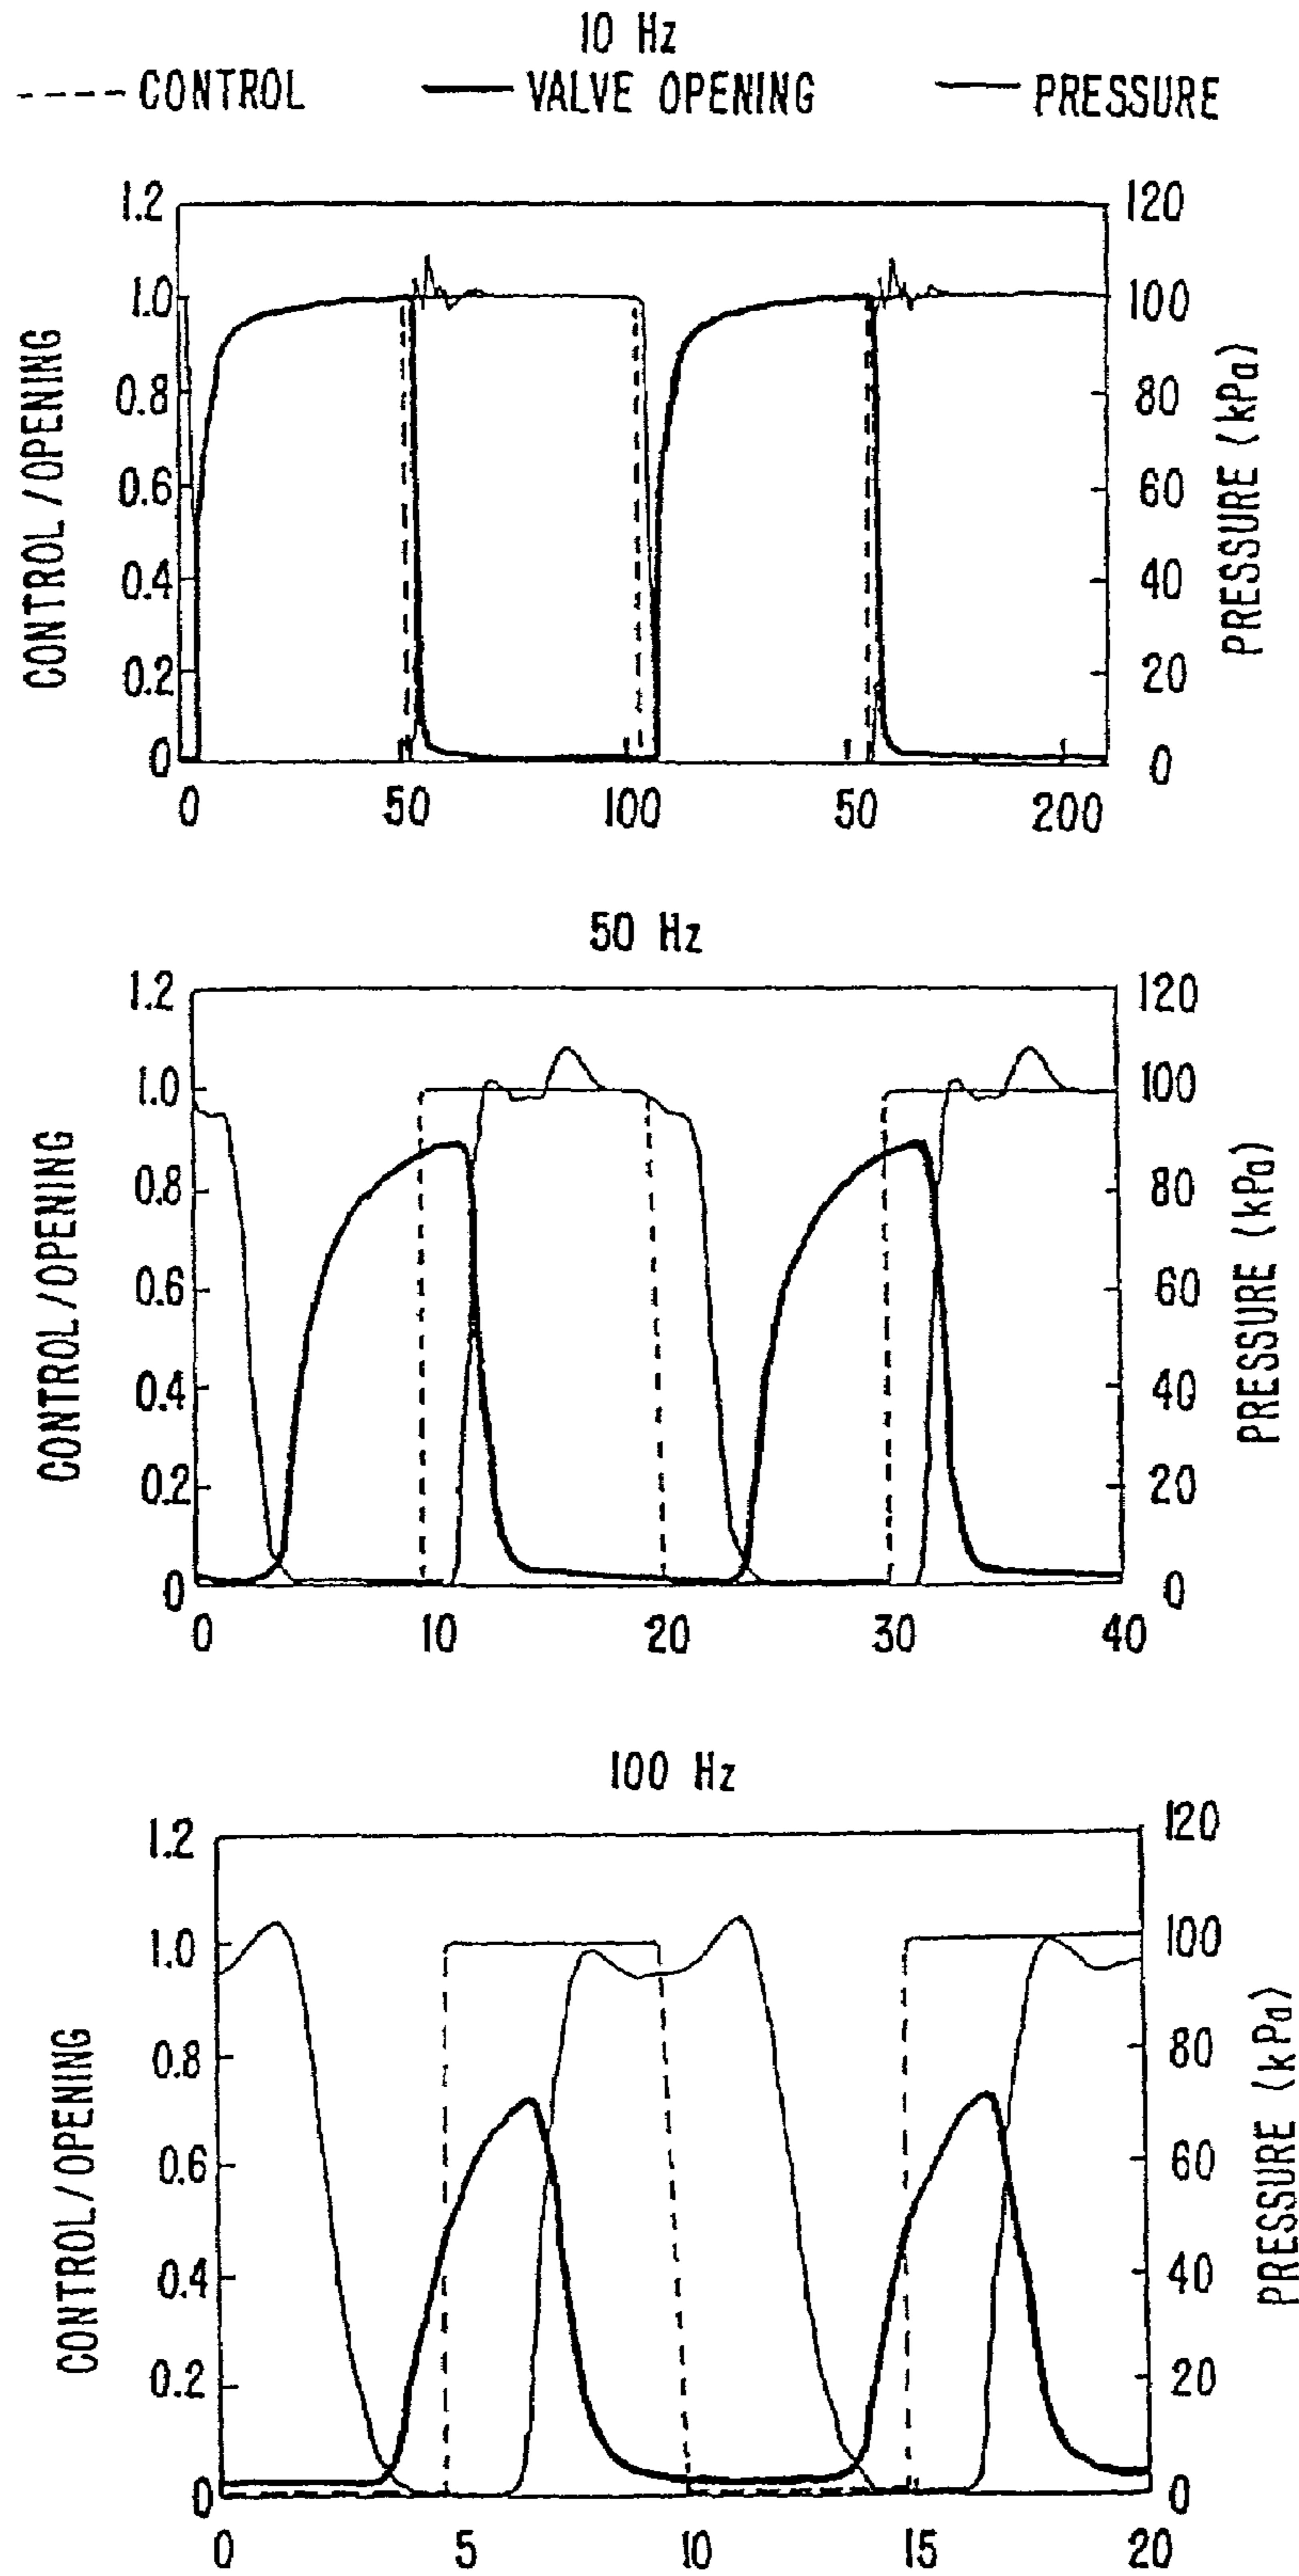 10 Hz
CONTROL VALVE OPENING PRESSURE
1.2 120
1.0 100
0.8 80
0.6 60
0.4 40
0.2 20
0 0
CONTROL/OPENING
PRESSURE (kPa)
0 50 100 50 200
50 Hz
1.2 120
1.0 100
0.8 80
0.6 60
0.4 40
0.2 20
0 0
CONTROL/OPENING
PRESSURE (kPa)
0 10 20 30 40
100 Hz
1.2 120
1.0 100
0.8 80
0.6 60
0.4 40
0.2 20
0 0
CONTROL/OPENING
PRESSURE (kPa)
0 5 10 15 20